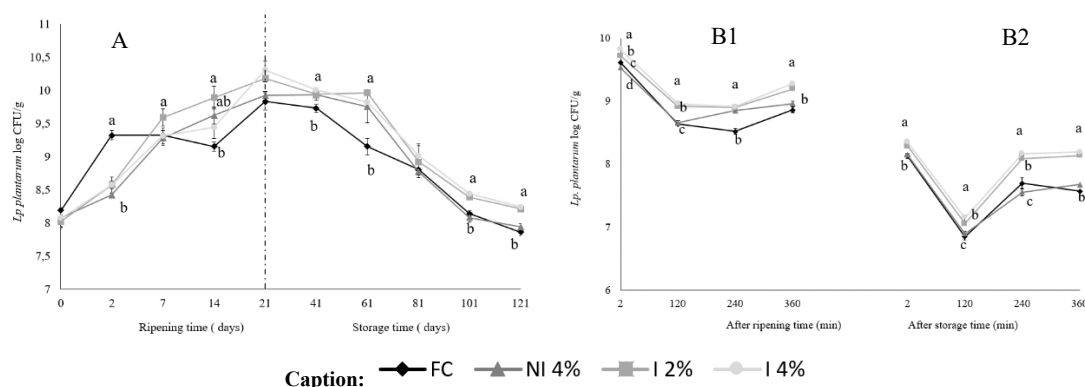 A
11
10,5
10
9,5
9
8,5
8
7,5
7
Lp plantarum log CFU/g
a
b
a
a
ab
b
a
b
a
b
a
b
a
b
0 2 7 14 21 41 61 81 101 121
Ripening time ( days) Storage time ( days)
B1 B2
10
9
8
7
6
Lp. plantarum log CFU/g
a
b
c
d
a
b
c
a
b
a
b
a
b
a
b
c
a
b
c
a
b
2 120 240 360 2 120 240 360
After ripening time (min) After storage time (min)
Caption: FC NI 4% I 2% I 4%